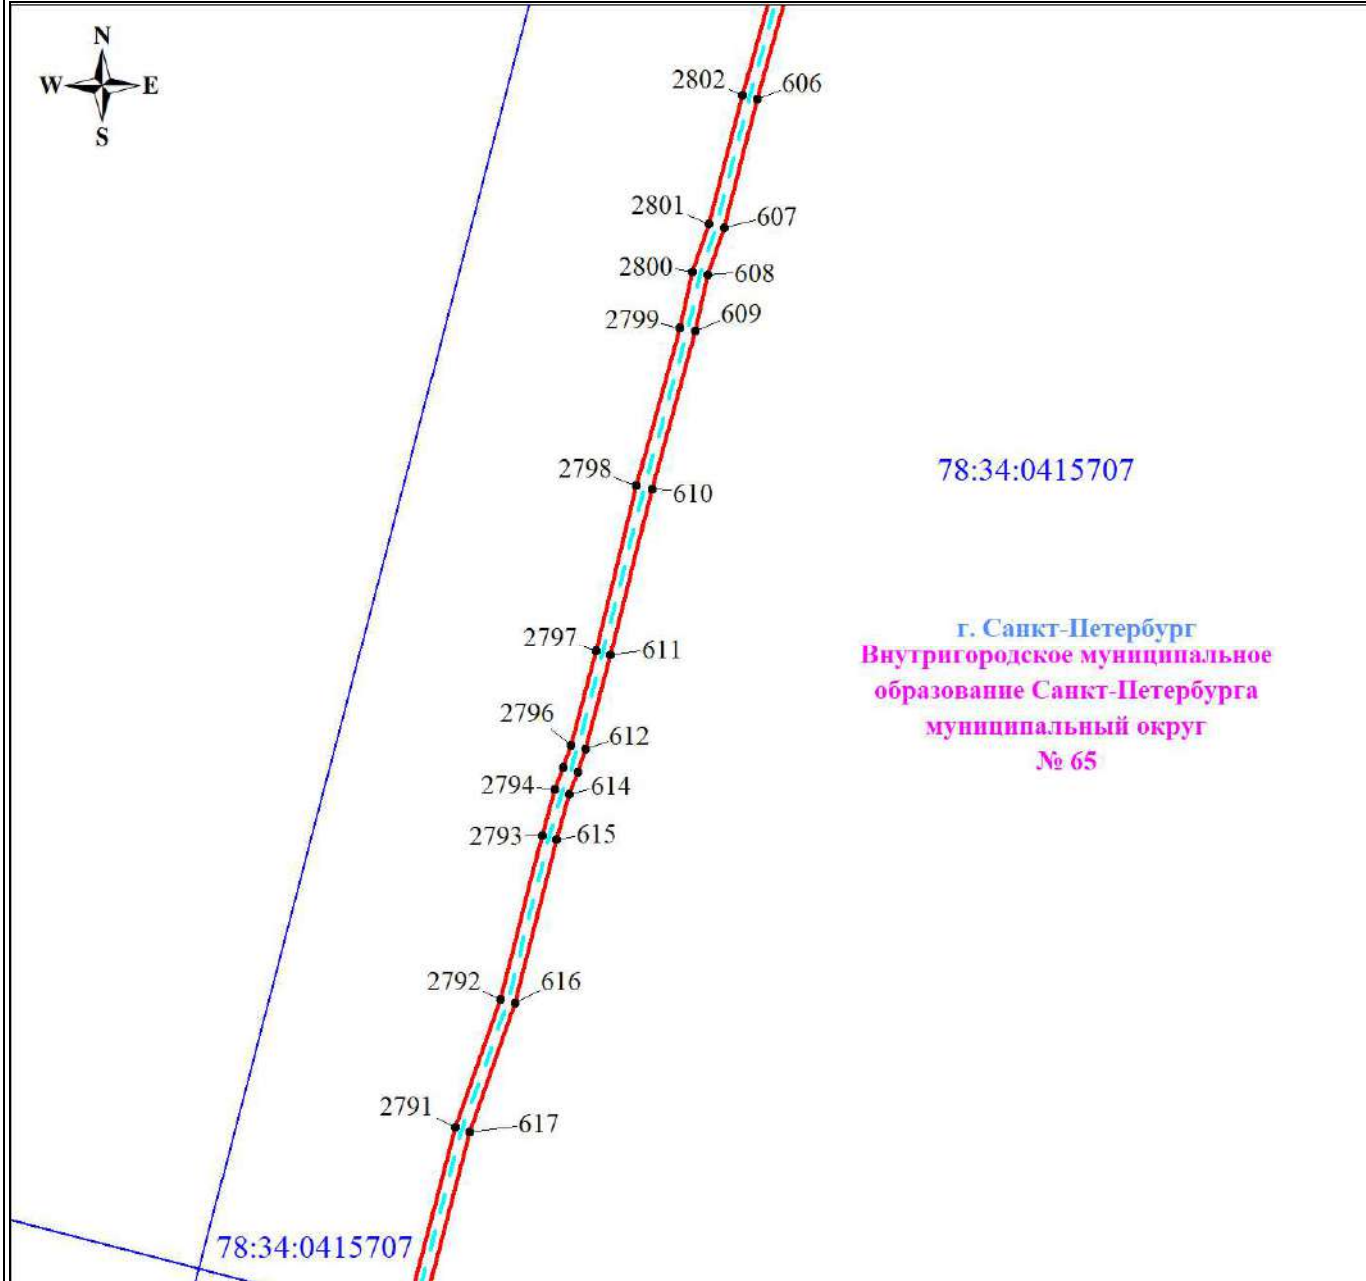 N
W E
S
2802 606
2801 607
2800 608
2799 609
2798 610
78:34:0415707
2797 611
г. Санкт-Петербург
Внутригородское муниципальное
образование Санкт-Петербурга
муниципальный округ
№ 65
2796 612
2794 614
2793 615
2792 616
2791 617
78:34:0415707